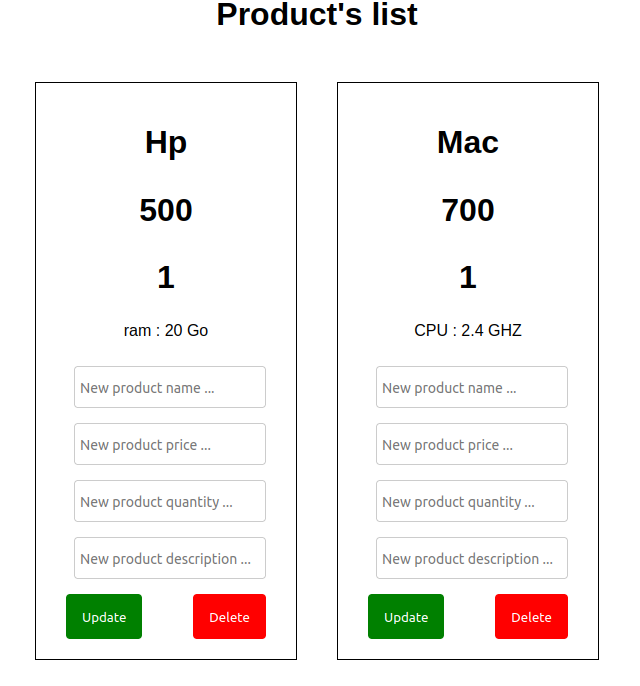 Product's list
Hp
500
1
ram : 20 Go
New product name ...
New product price ...
New product quantity ...
New product description ...
Update
Delete
Mac
700
1
CPU : 2.4 GHZ
New product name ...
New product price ...
New product quantity ...
New product description ...
Update
Delete